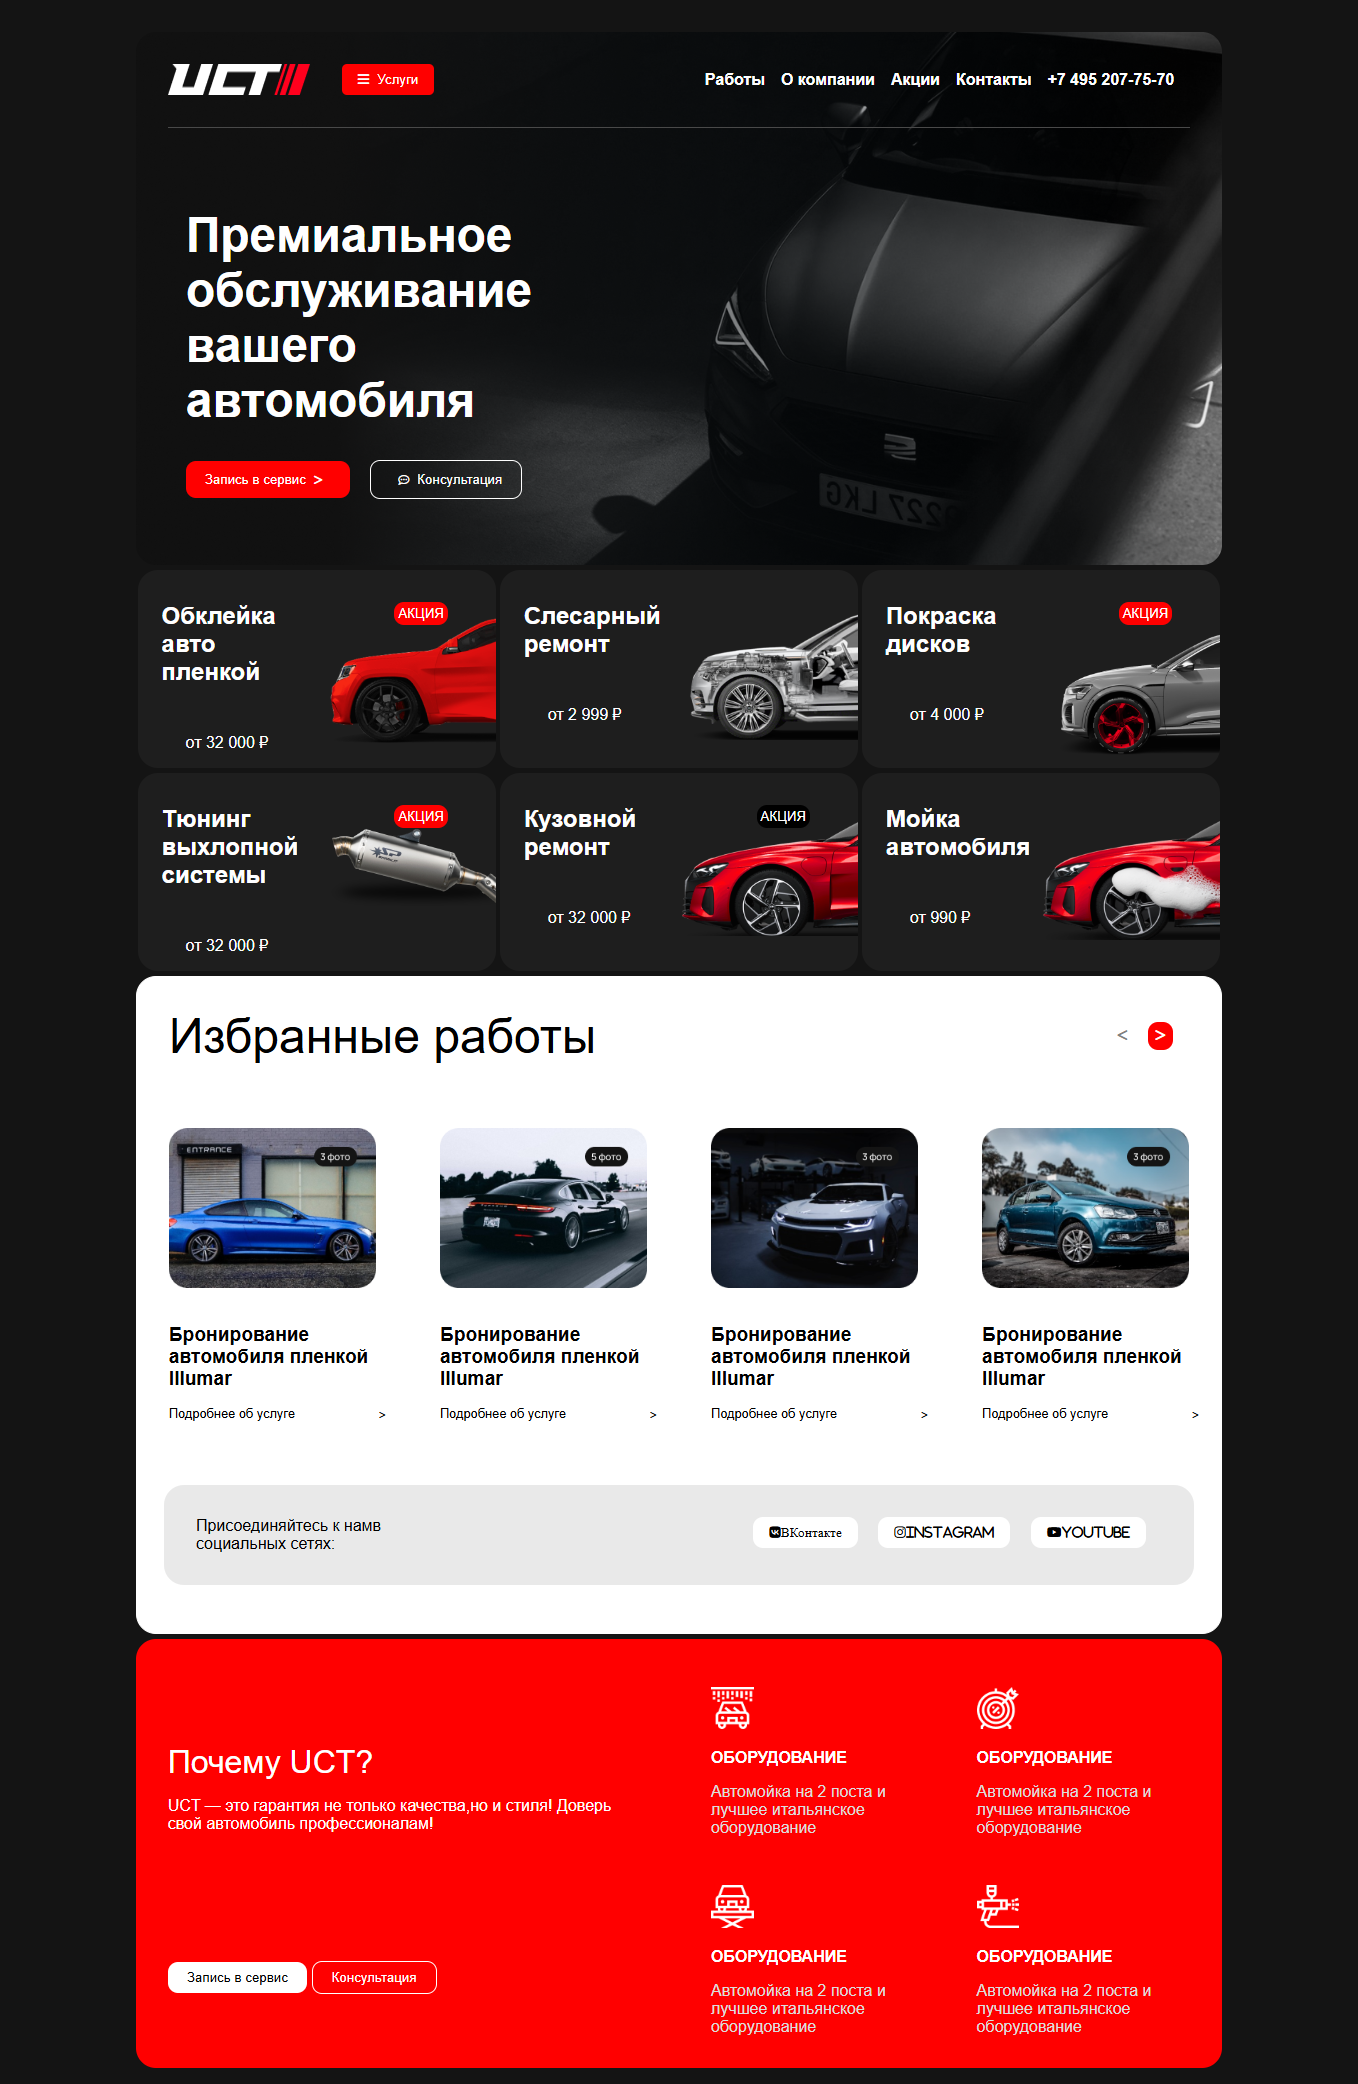 UCT
Услуги
Работы О компании Акции Контакты +7 495 207-75-70
Премиальное
обслуживание
вашего
автомобиля
Запись в сервис >
Консультация
227 LKG
Обклейка
авто
пленкой
АКЦИЯ
от 32 000 ₽
Слесарный
ремонт
от 2 999 ₽
Покраска
дисков
АКЦИЯ
от 4 000 ₽
Тюнинг
выхлопной
системы
АКЦИЯ
от 32 000 ₽
Кузовной
ремонт
АКЦИЯ
от 32 000 ₽
Мойка
автомобиля
от 990 ₽
Избранные работы
< >
ENTRANCE
3 фото
5 фото
3 фото
3 фото
Бронирование
автомобиля пленкой
Illumar
Подробнее об услуге >
Бронирование
автомобиля пленкой
Illumar
Подробнее об услуге >
Бронирование
автомобиля пленкой
Illumar
Подробнее об услуге >
Бронирование
автомобиля пленкой
Illumar
Подробнее об услуге >
Присоединяйтесь к намв
социальных сетях:
ВКонтакте
INSTAGRAM
YOUTUBE
Почему UCT?
UCT — это гарантия не только качества,но и стиля! Доверь
свой автомобиль профессионалам!
Запись в сервис
Консультация
ОБОРУДОВАНИЕ
Автомойка на 2 поста и
лучшее итальянское
оборудование
ОБОРУДОВАНИЕ
Автомойка на 2 поста и
лучшее итальянское
оборудование
ОБОРУДОВАНИЕ
Автомойка на 2 поста и
лучшее итальянское
оборудование
ОБОРУДОВАНИЕ
Автомойка на 2 поста и
лучшее итальянское
оборудование